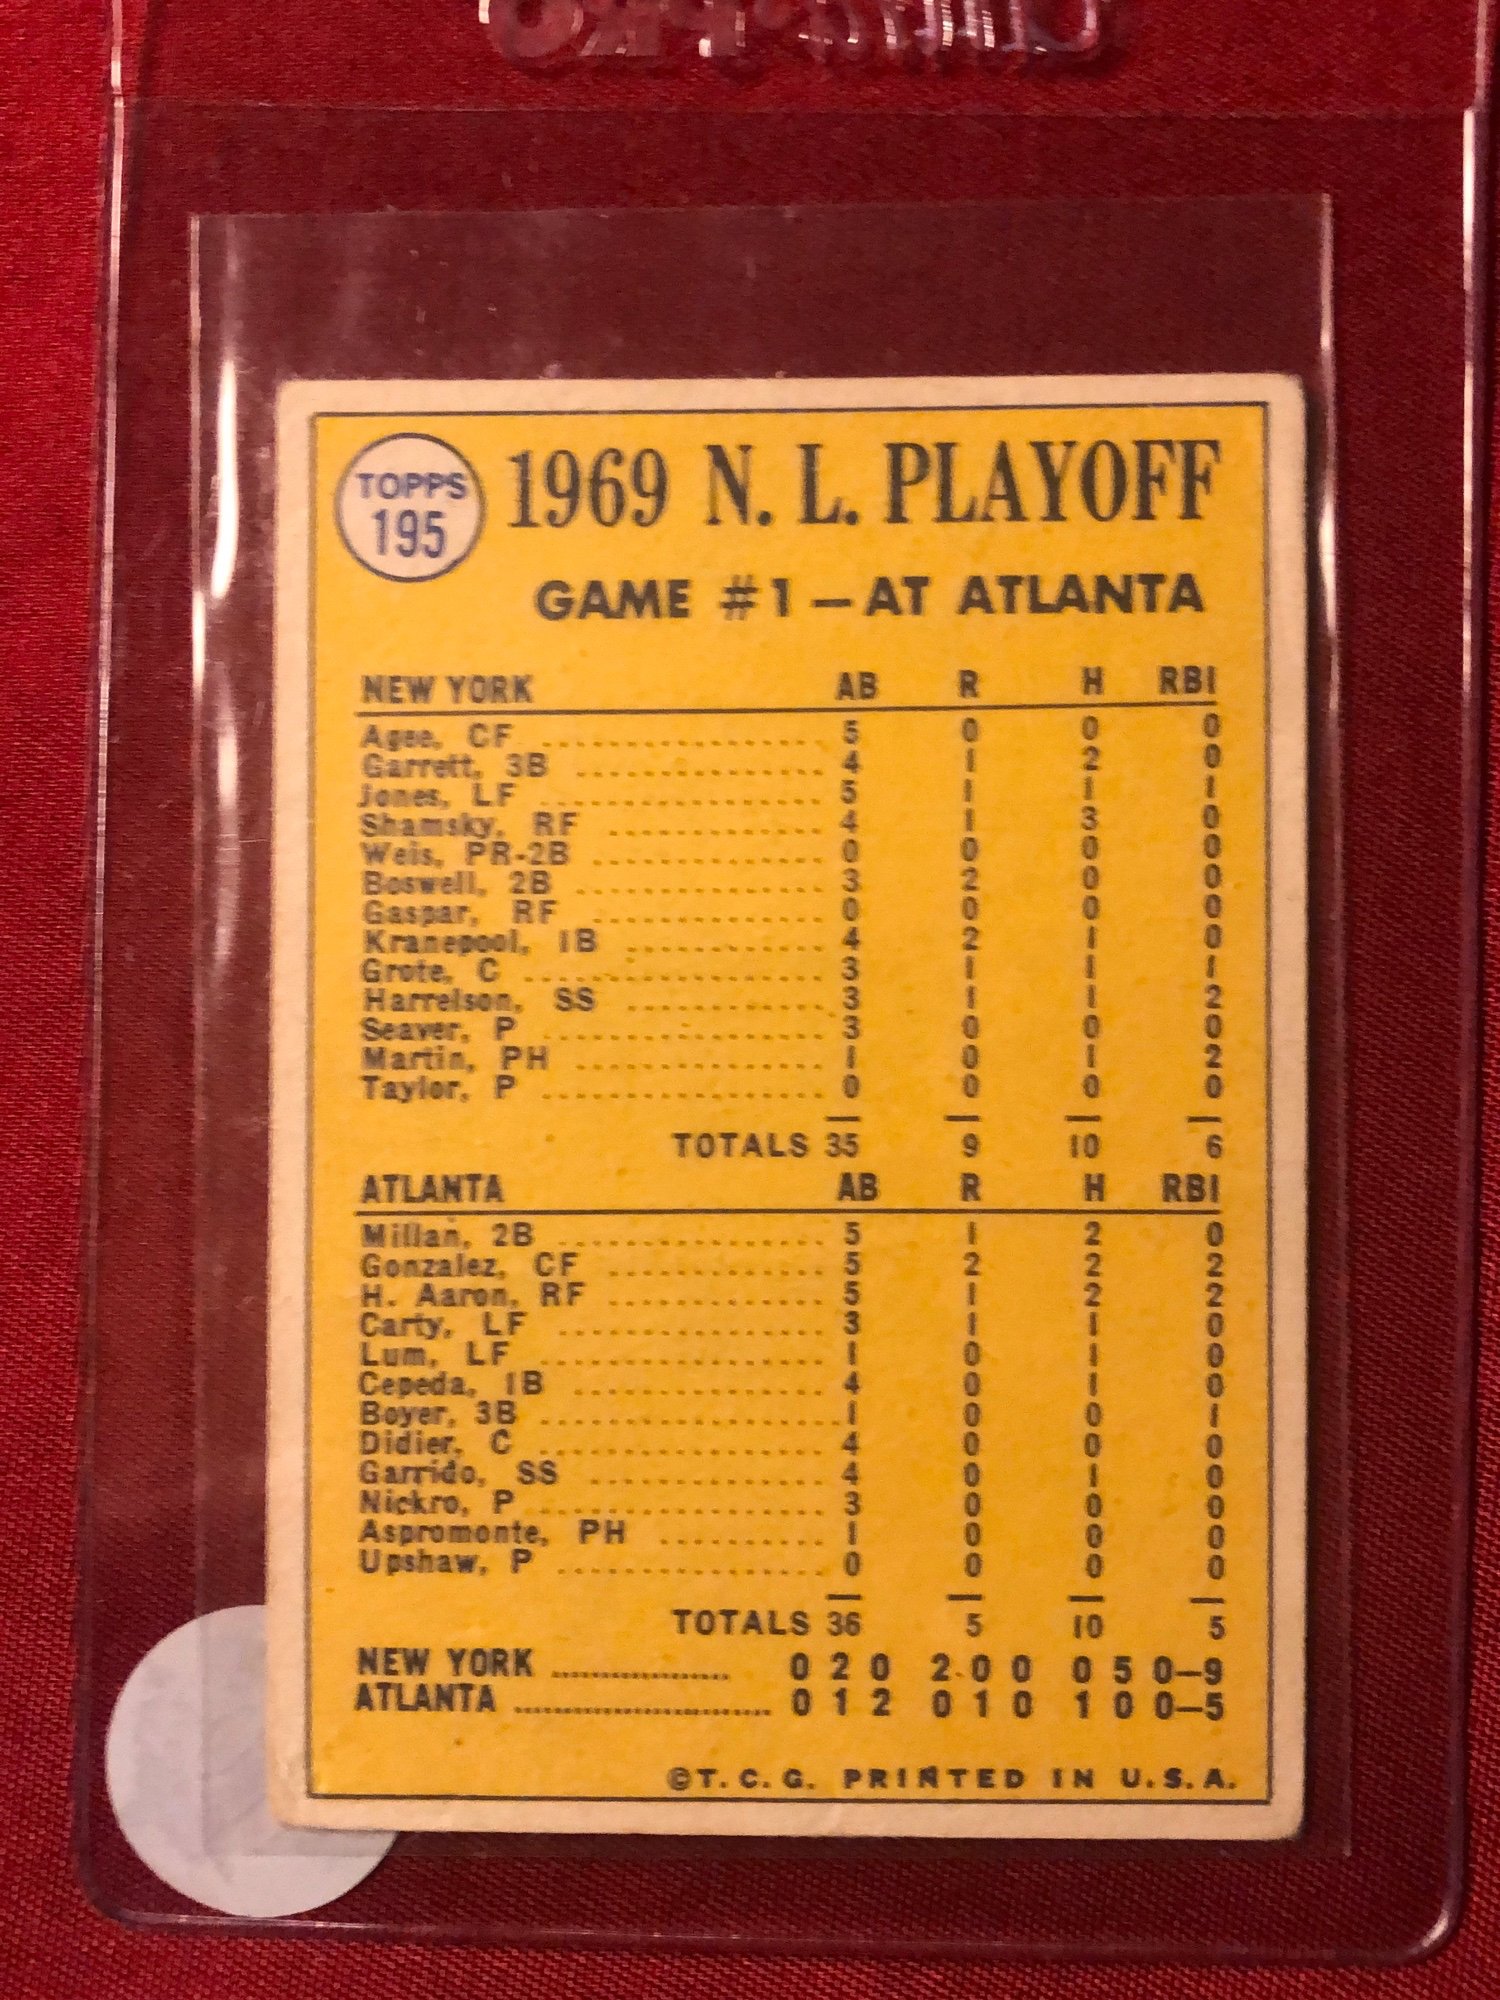 TOPPS
195
1969 N. L. PLAYOFF
GAME #1 – AT ATLANTA
NEW YORK AB R H RBI
Agee, CF 5 0 0 0
Garrett, 3B 4 1 2 0
Jones, LF 5 1 1 1
Shamsky, RF 4 1 3 0
Weis, PR-2B 0 0 0 0
Boswell, 2B 3 2 0 0
Gaspar, RF 0 0 0 0
Kranepool, 1B 4 2 1 0
Grote, C 3 1 1 1
Harrelson, SS 3 1 1 2
Seaver, P 3 0 0 0
Martin, PH 1 0 1 2
Taylor, P 0 0 0 0
TOTALS 35 9 10 6
ATLANTA AB R H RBI
Millan, 2B 5 1 2 0
Gonzalez, CF 5 2 2 2
H. Aaron, RF 5 1 2 2
Carty, LF 3 1 1 0
Lum, LF 1 0 1 0
Cepeda, 1B 4 0 1 0
Boyer, 3B 1 0 0 1
Didier, C 4 0 0 0
Garrido, SS 4 0 1 0
Nickro, P 3 0 0 0
Aspromonte, PH 1 0 0 0
Upshaw, P 0 0 0 0
TOTALS 36 5 10 5
NEW YORK 0 2 0 2 0 0 0 5 0—9
ATLANTA 0 1 2 0 1 0 1 0 0—5
©T. C. G. PRINTED IN U. S. A.